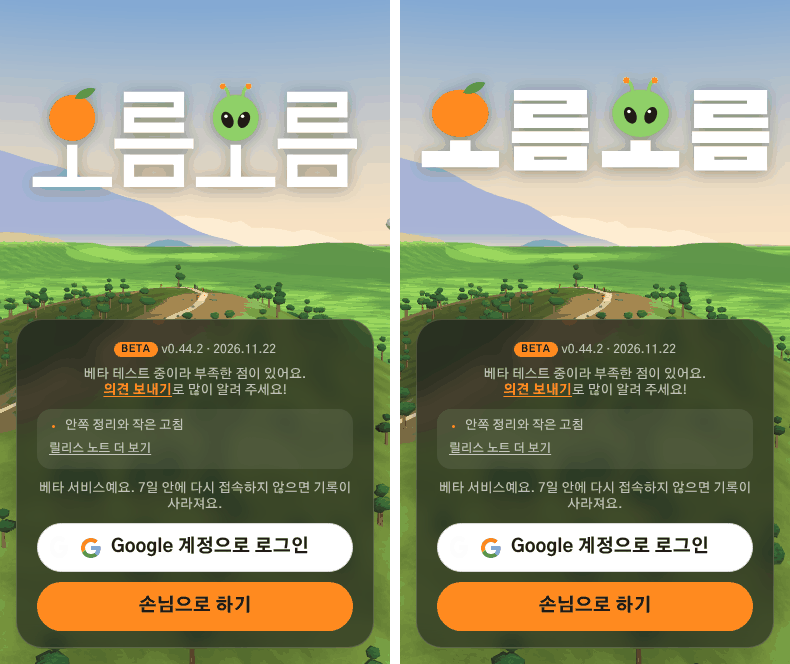 오름오름
BETA v0.44.2 · 2026.11.22
베타 테스트 중이라 부족한 점이 있어요.
의견 보내기로 많이 알려 주세요!
• 안쪽 정리와 작은 고침
릴리스 노트 더 보기
베타 서비스예요. 7일 안에 다시 접속하지 않으면 기록이
사라져요.
Google 계정으로 로그인
손님으로 하기
오름오름
BETA v0.44.2 · 2026.11.22
베타 테스트 중이라 부족한 점이 있어요.
의견 보내기로 많이 알려 주세요!
• 안쪽 정리와 작은 고침
릴리스 노트 더 보기
베타 서비스예요. 7일 안에 다시 접속하지 않으면 기록이
사라져요.
Google 계정으로 로그인
손님으로 하기